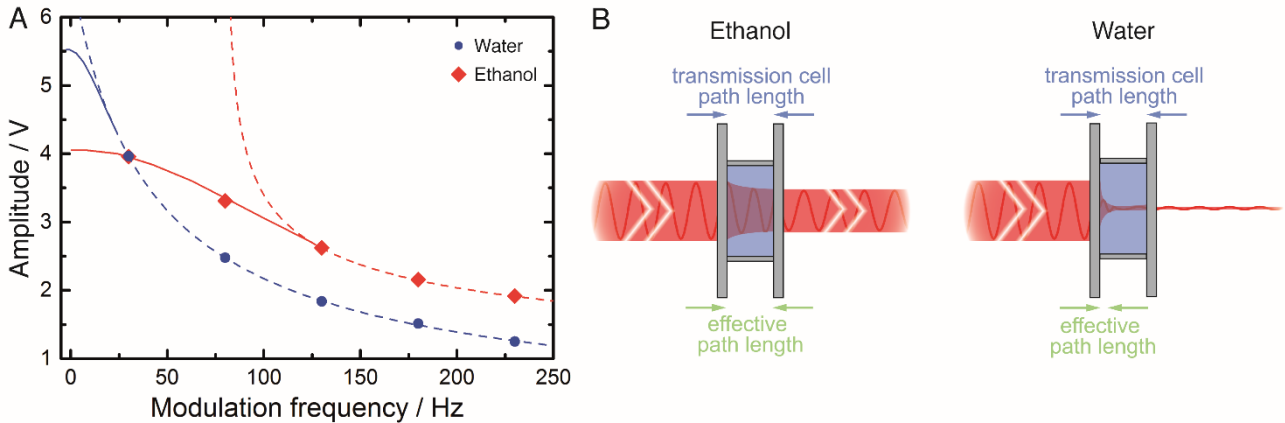 A
6
5
4
3
2
1
Amplitude / V
0
50
100
150
200
250
Modulation frequency / Hz
Water
Ethanol
B
Ethanol
transmission cell
path length
effective
path length
Water
transmission cell
path length
effective
path length